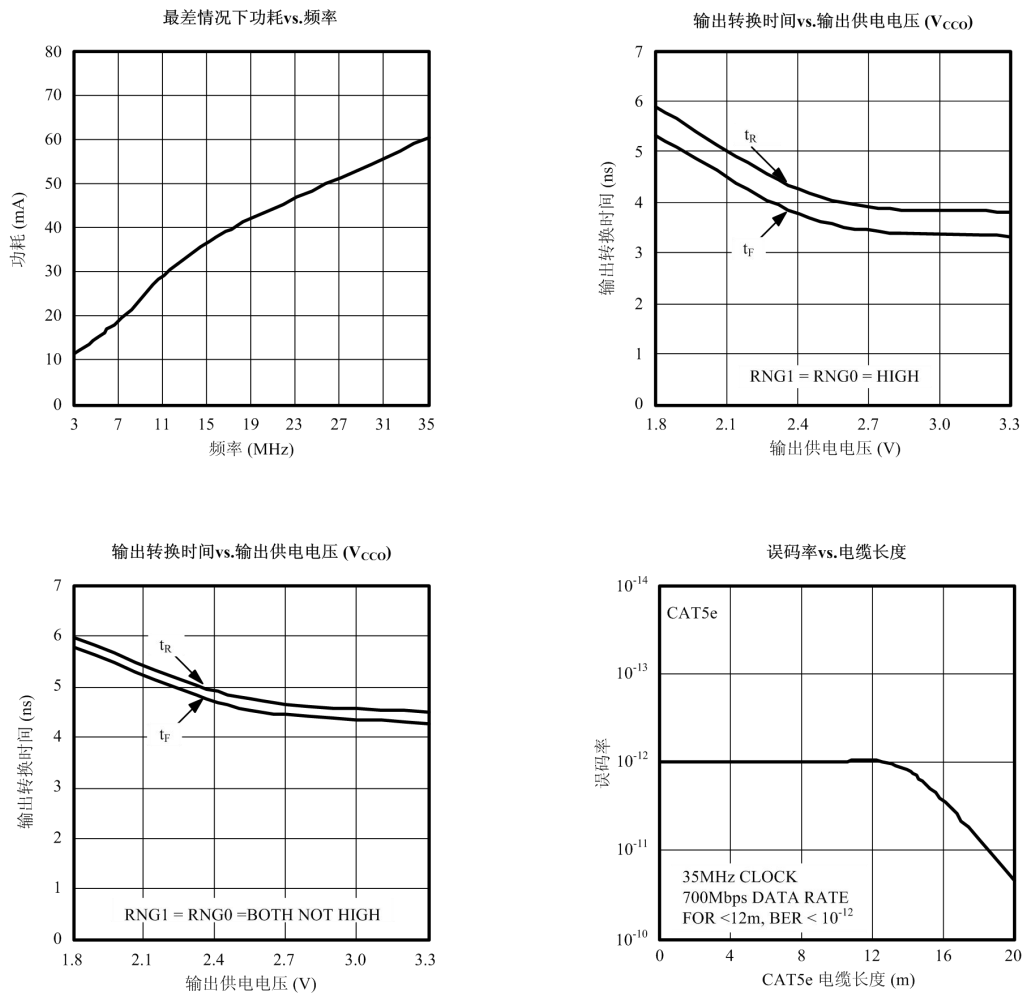 最差情况下功耗vs.频率
80
70
60
50
40
30
20
10
0
功耗 (mA)
3 7 11 15 19 23 27 31 35
频率 (MHz)
输出转换时间vs.输出供电电压 (VCCO)
7
6
5
4
3
2
1
0
输出转换时间 (ns)
tR
tF
RNG1 = RNG0 = HIGH
1.8 2.1 2.4 2.7 3.0 3.3
输出供电电压 (V)
输出转换时间vs.输出供电电压 (VCCO)
7
6
5
4
3
2
1
0
输出转换时间 (ns)
tR
tF
RNG1 = RNG0 =BOTH NOT HIGH
1.8 2.1 2.4 2.7 3.0 3.3
输出供电电压 (V)
误码率vs.电缆长度
10-14
10-13
10-12
10-11
10-10
误码率
CAT5e
35MHz CLOCK
700Mbps DATA RATE
FOR <12m, BER < 10-12
0 4 8 12 16 20
CAT5e 电缆长度 (m)